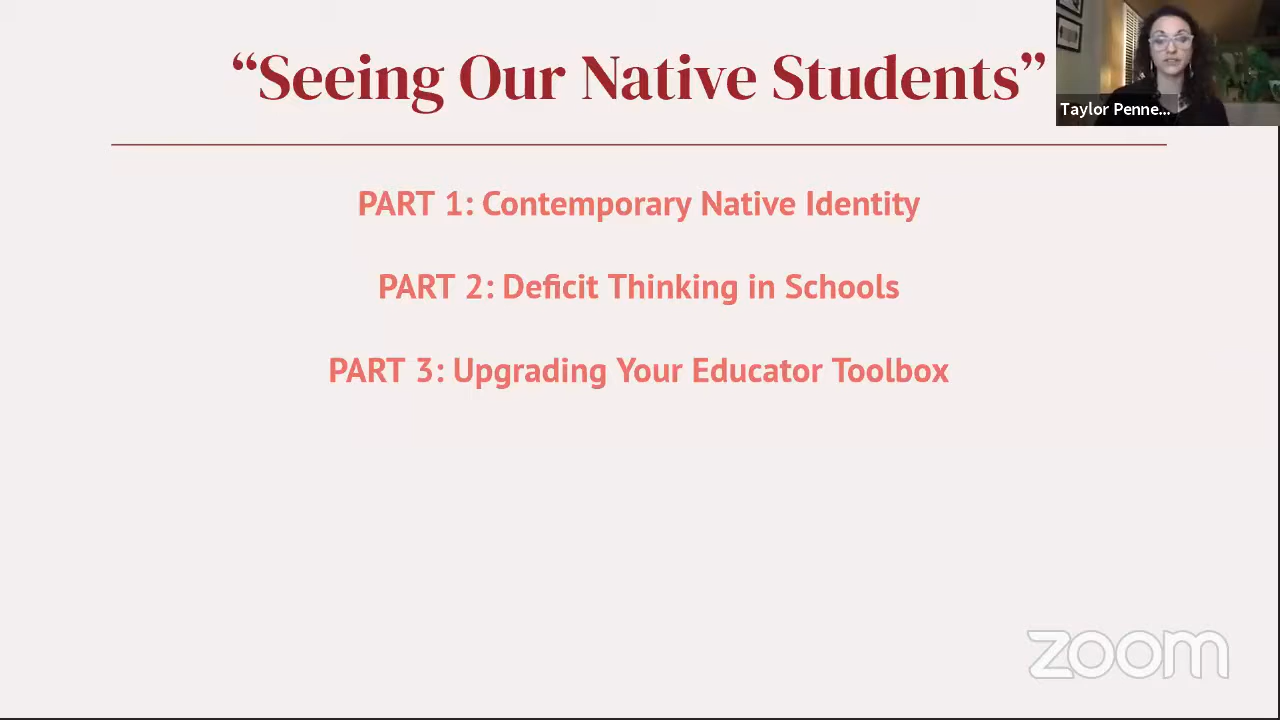 “Seeing Our Native Students”
Taylor Penne...
PART 1: Contemporary Native Identity
PART 2: Deficit Thinking in Schools
PART 3: Upgrading Your Educator Toolbox
zoom